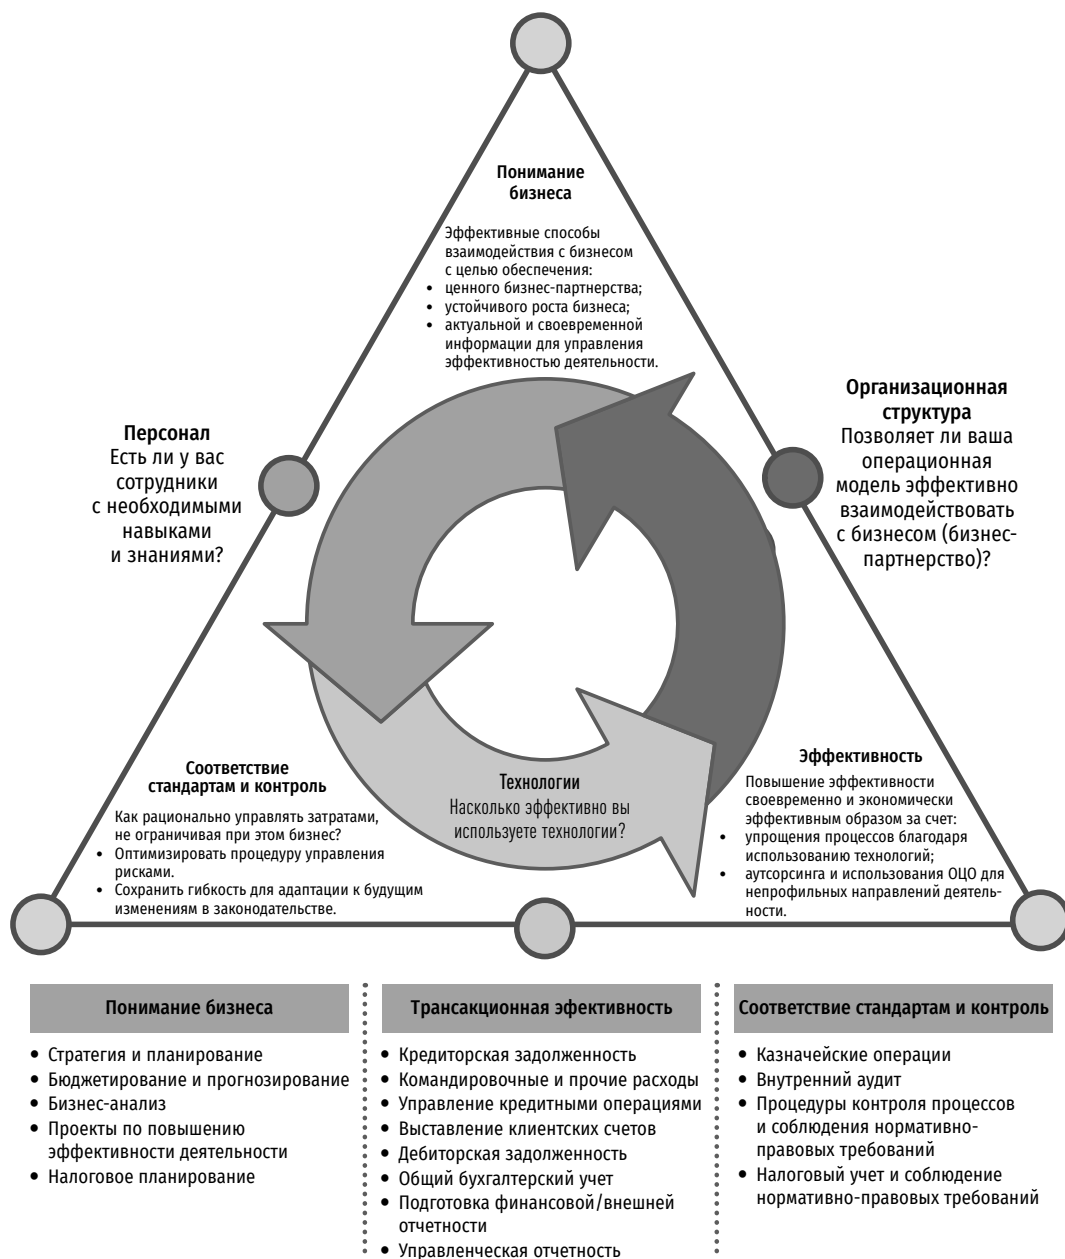 Понимание
бизнеса
Эффективные способы
взаимодействия с бизнесом
с целью обеспечения:
• ценного бизнес-партнерства;
• устойчивого роста бизнеса;
• актуальной и своевременной
информации для управления
эффективностью деятельности.
Персонал
Есть ли у вас
сотрудники
с необходимыми
навыками
и знаниями?
Организационная
структура
Позволяет ли ваша
операционная
модель эффективно
взаимодействовать
с бизнесом (бизнес-
партнерство)?
Соответствие
стандартам и контроль
Как рационально управлять затратами,
не ограничивая при этом бизнес?
• Оптимизировать процедуру управления
рисками.
• Сохранить гибкость для адаптации к будущим
изменениям в законодательстве.
Технологии
Насколько эффективно вы
используете технологии?
Эффективность
Повышение эффективности
своевременно и экономически
эффективным образом за счет:
• упрощения процессов благодаря
использованию технологий;
• аутсорсинга и использования ОЦО для
непрофильных направлений деятель-
ности.
Понимание бизнеса
• Стратегия и планирование
• Бюджетирование и прогнозирование
• Бизнес-анализ
• Проекты по повышению
эффективности деятельности
• Налоговое планирование
Трансакционная эфективность
• Кредиторская задолженность
• Командировочные и прочие расходы
• Управление кредитными операциями
• Выставление клиентских счетов
• Дебиторская задолженность
• Общий бухгалтерский учет
• Подготовка финансовой/внешней
отчетности
• Управленческая отчетность
Соответствие стандартам и контроль
• Казначейские операции
• Внутренний аудит
• Процедуры контроля процессов
и соблюдения нормативно-
правовых требований
• Налоговый учет и соблюдение
нормативно-правовых требований